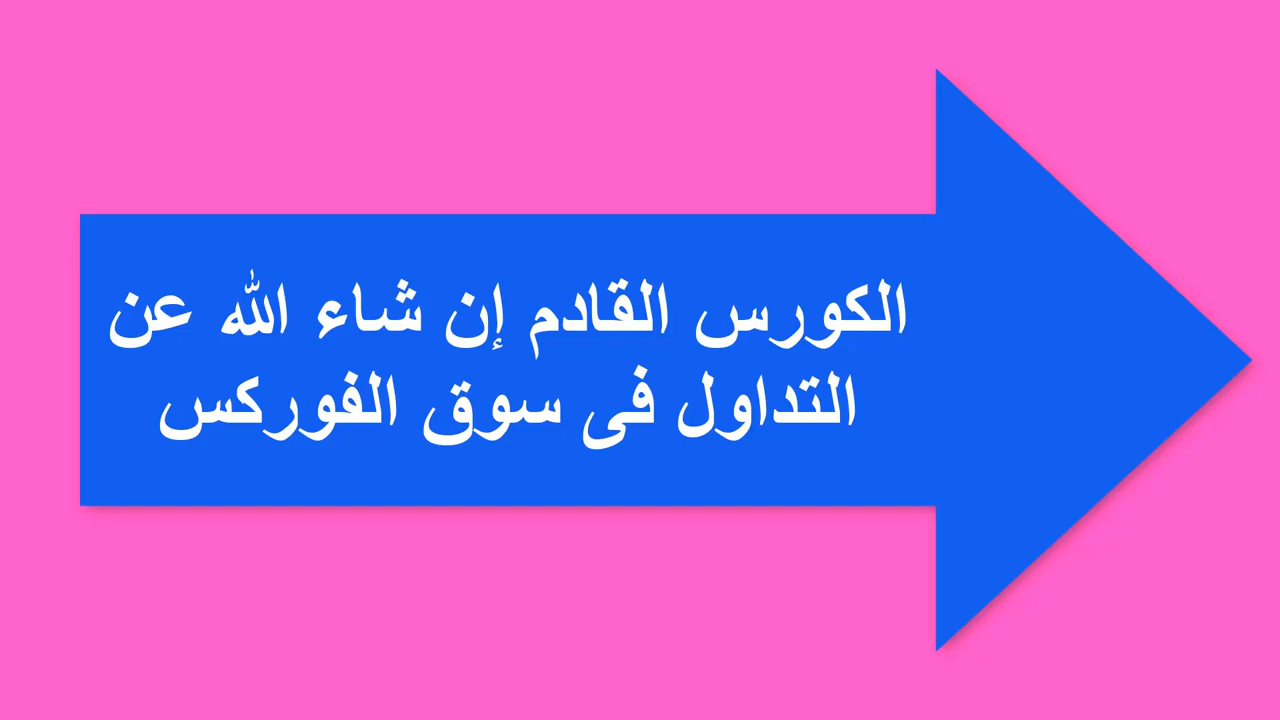 الكورس القادم إن شاء الله عن
التداول فى سوق الفوركس